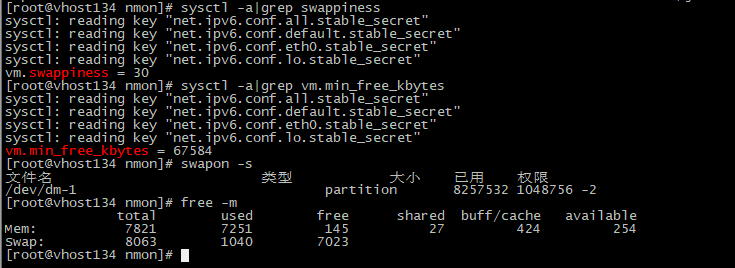 [root@vhost134 nmon]# sysctl -a|grep swappiness
sysctl: reading key "net.ipv6.conf.all.stable_secret"
sysctl: reading key "net.ipv6.conf.default.stable_secret"
sysctl: reading key "net.ipv6.conf.eth0.stable_secret"
sysctl: reading key "net.ipv6.conf.lo.stable_secret"
vm.swappiness = 30
[root@vhost134 nmon]# sysctl -a|grep vm.min_free_kbytes
sysctl: reading key "net.ipv6.conf.all.stable_secret"
sysctl: reading key "net.ipv6.conf.default.stable_secret"
sysctl: reading key "net.ipv6.conf.eth0.stable_secret"
sysctl: reading key "net.ipv6.conf.lo.stable_secret"
vm.min_free_kbytes = 67584
[root@vhost134 nmon]# swapon -s
文件名 类型 大小 已用 权限
/dev/dm-1 partition 8257532 1048756 -2
[root@vhost134 nmon]# free -m
total used free shared buff/cache available
Mem: 7821 7251 145 27 424 254
Swap: 8063 1040 7023
[root@vhost134 nmon]#